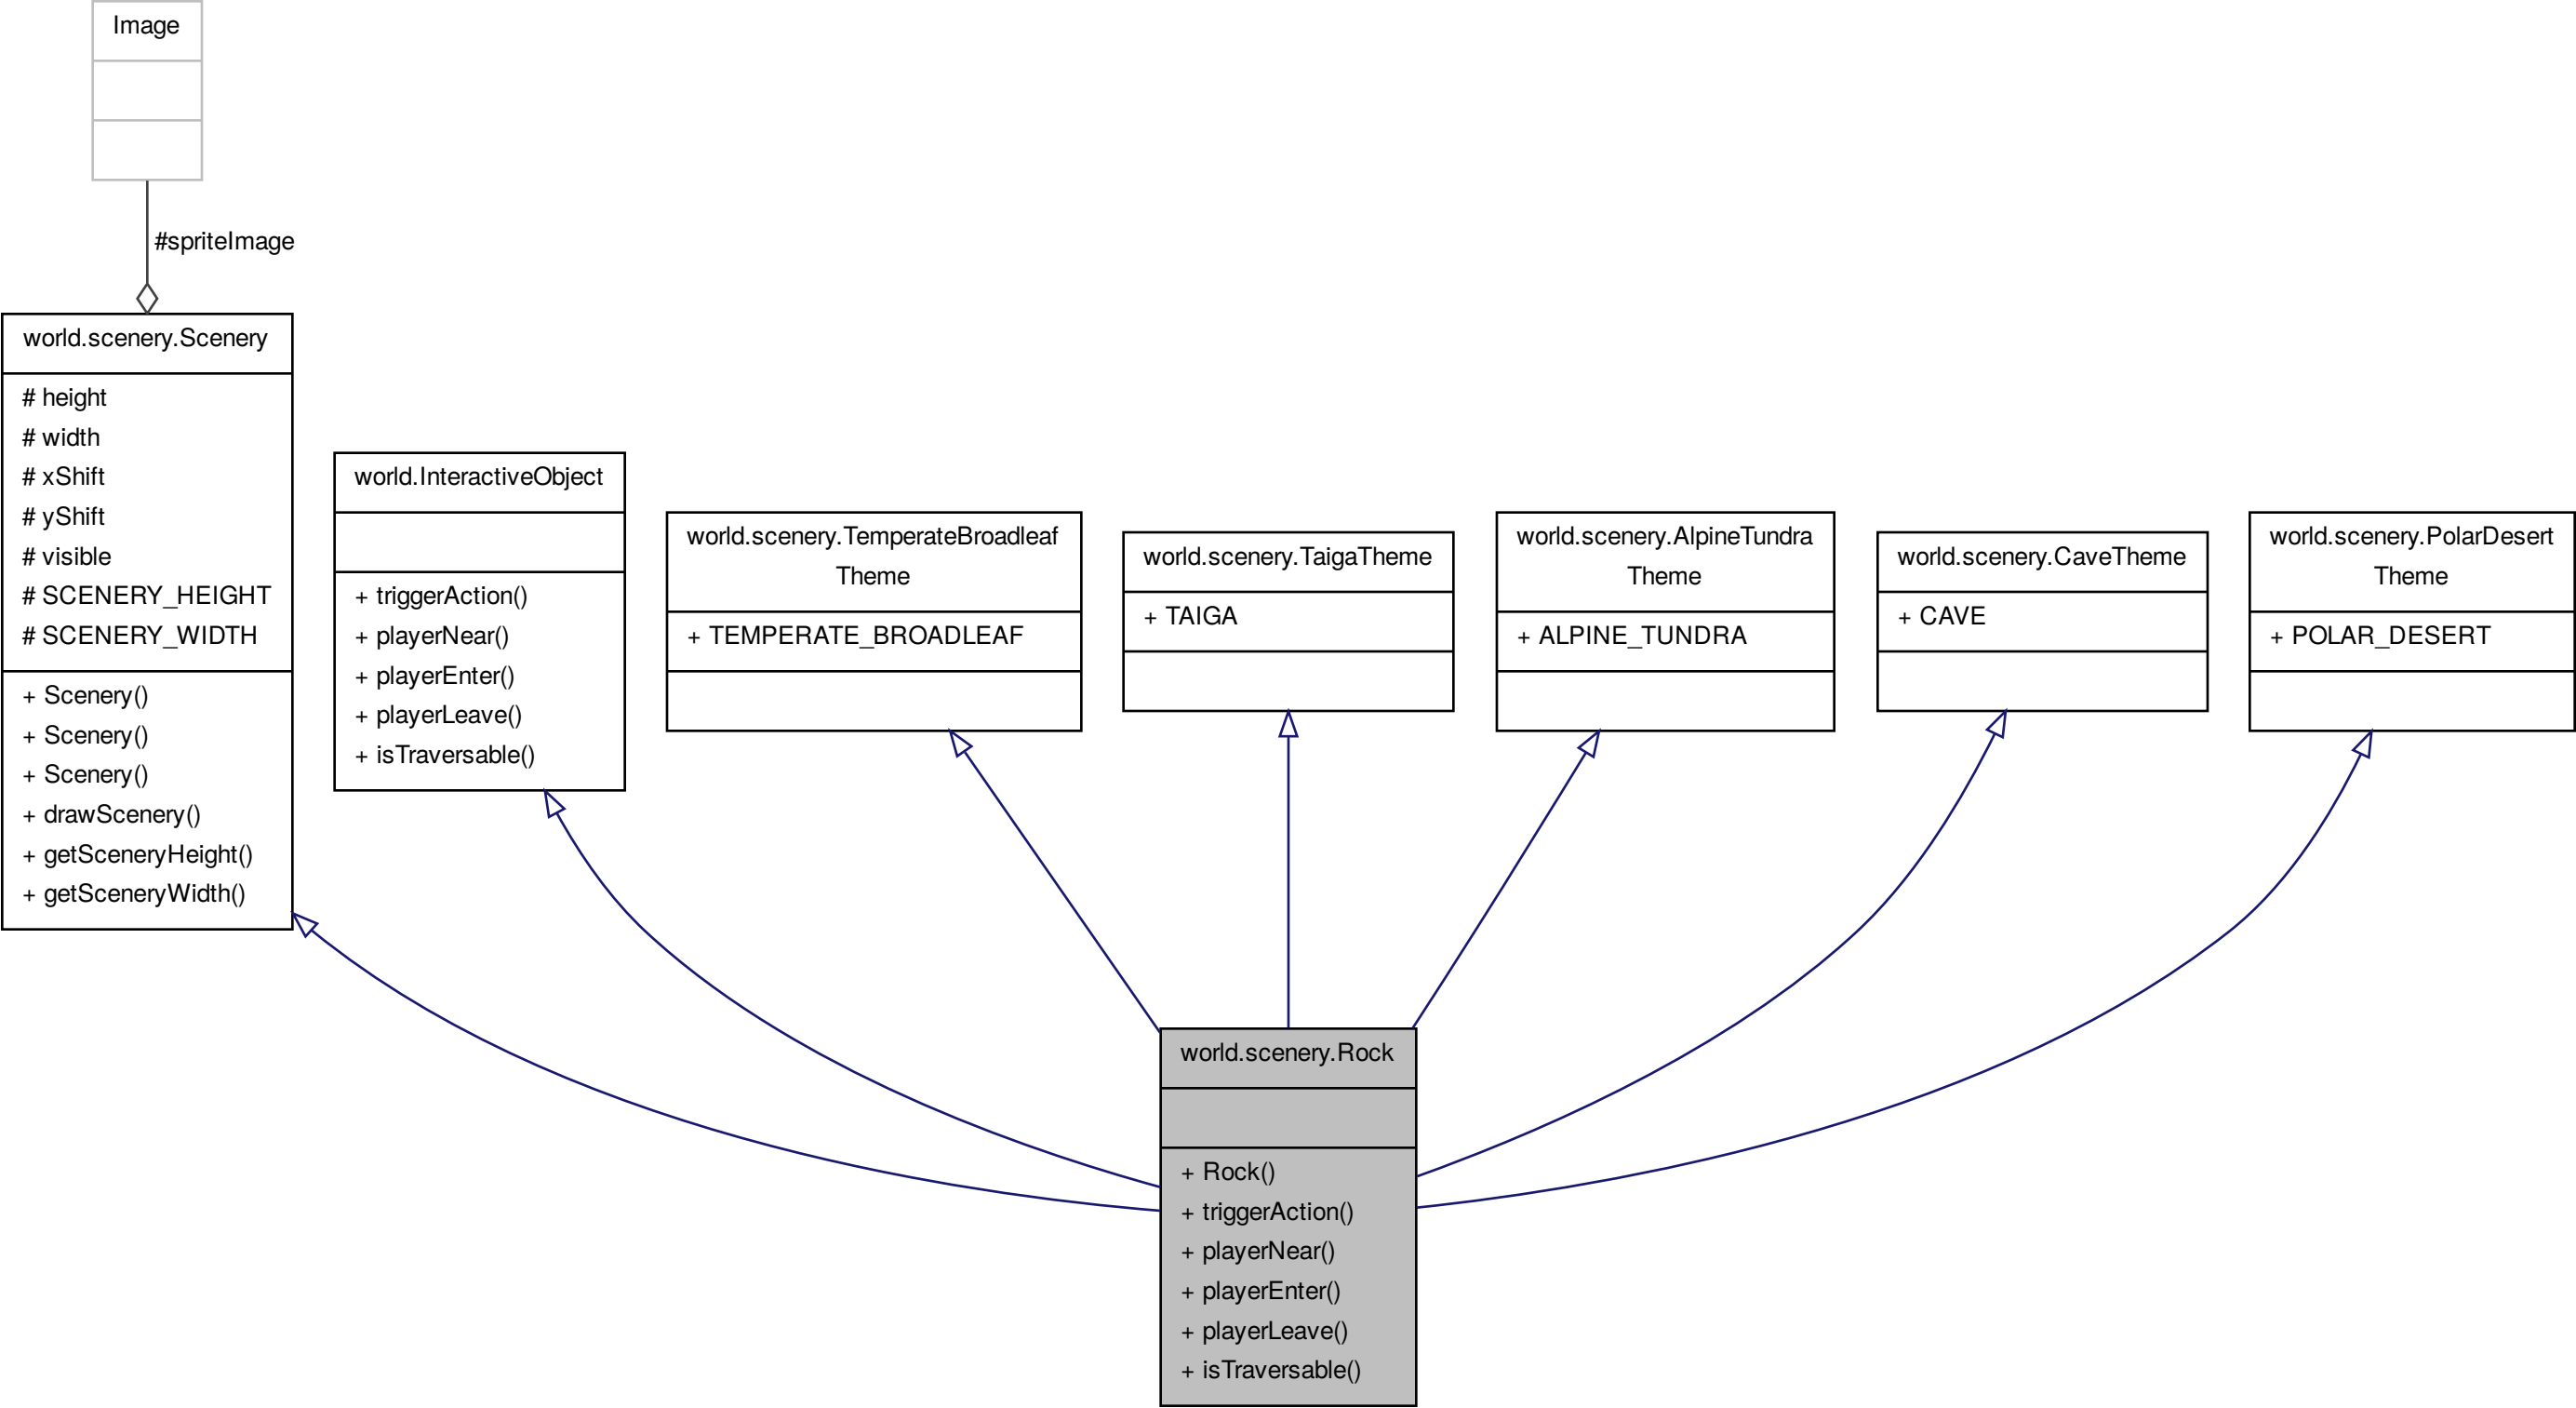 Image
#spriteImage
world.scenery.Scenery
# height
# width
# xShift
# yShift
# visible
# SCENERY_HEIGHT
# SCENERY_WIDTH
+ Scenery()
+ Scenery()
+ Scenery()
+ drawScenery()
+ getSceneryHeight()
+ getSceneryWidth()
world.InteractiveObject
+ triggerAction()
+ playerNear()
+ playerEnter()
+ playerLeave()
+ isTraversable()
world.scenery.TemperateBroadleaf
Theme
+ TEMPERATE_BROADLEAF
world.scenery.TaigaTheme
+ TAIGA
world.scenery.AlpineTundra
Theme
+ ALPINE_TUNDRA
world.scenery.CaveTheme
+ CAVE
world.scenery.PolarDesert
Theme
+ POLAR_DESERT
world.scenery.Rock
+ Rock()
+ triggerAction()
+ playerNear()
+ playerEnter()
+ playerLeave()
+ isTraversable()